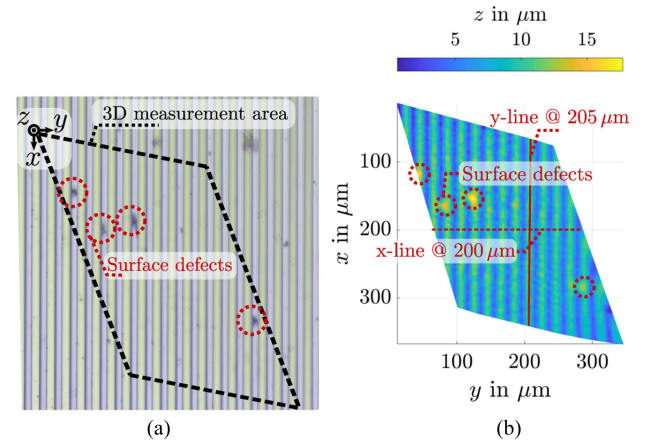 z in μm
5 10 15
z
y
x
3D measurement area
Surface defects
(a)
y-line @ 205 μm
Surface defects
x-line @ 200 μm
100
200
300
x in μm
100 200 300
y in μm
(b)